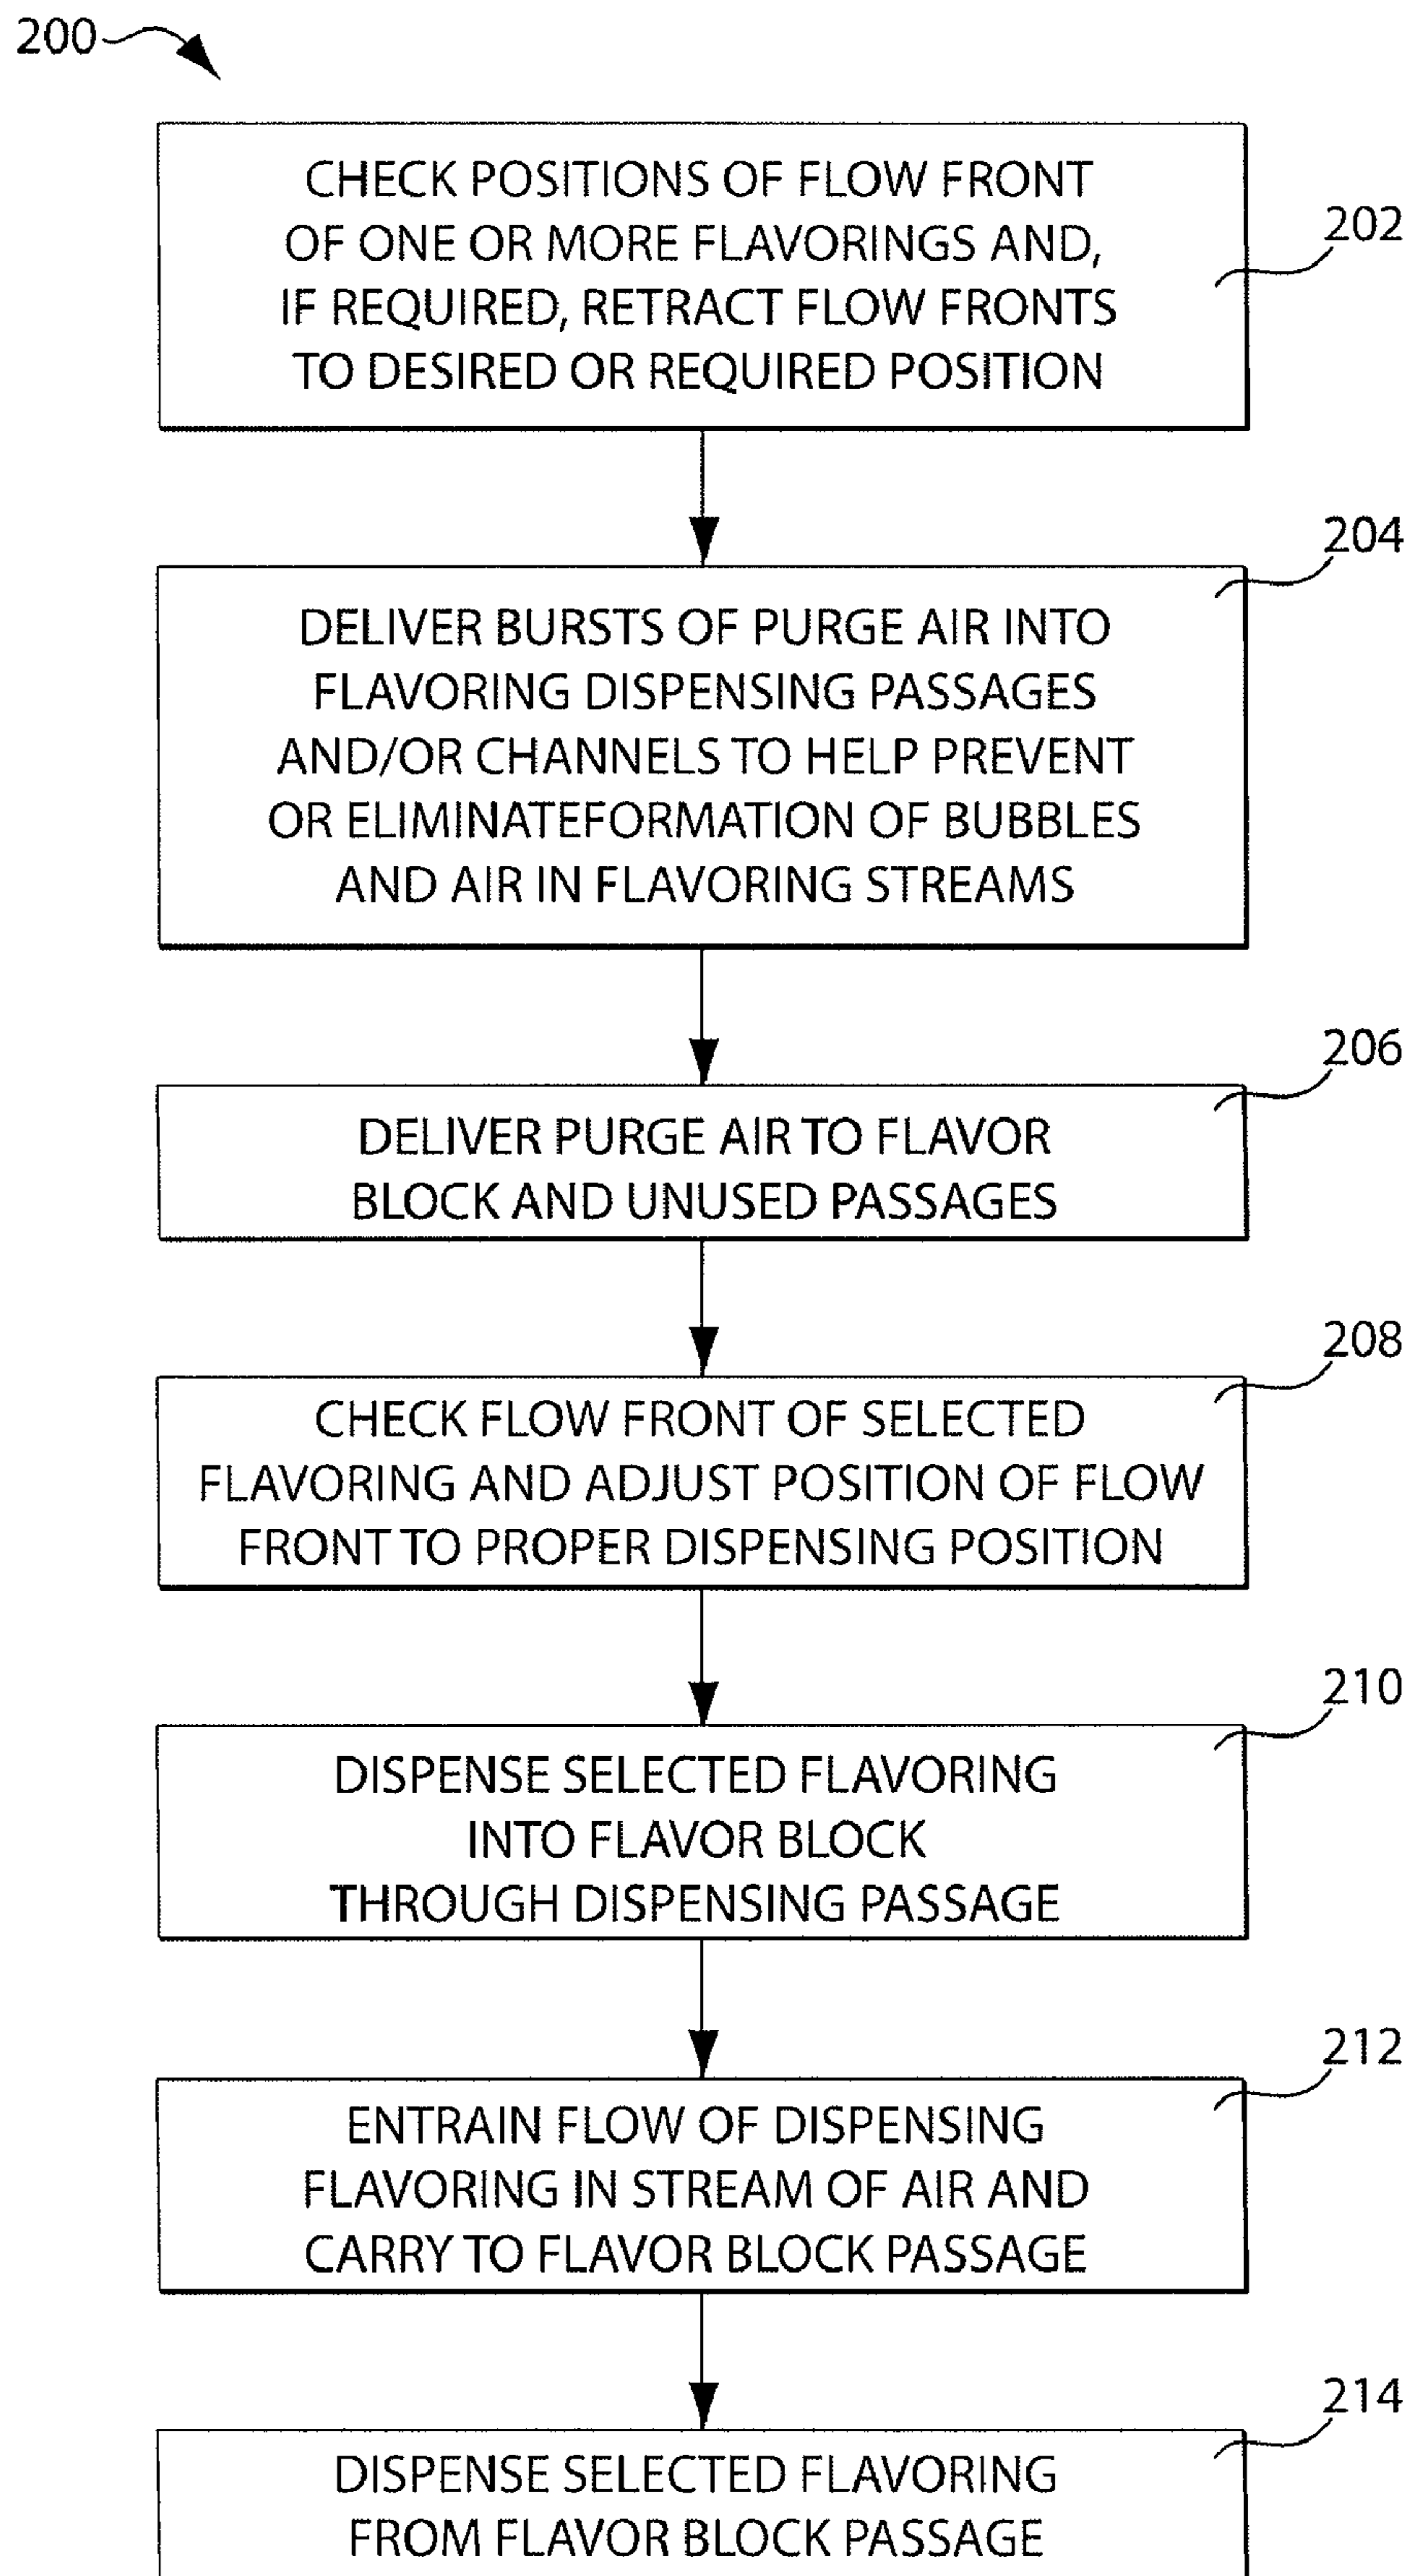 200
CHECK POSITIONS OF FLOW FRONT
OF ONE OR MORE FLAVORINGS AND,
IF REQUIRED, RETRACT FLOW FRONTS
TO DESIRED OR REQUIRED POSITION
202
204
DELIVER BURSTS OF PURGE AIR INTO
FLAVORING DISPENSING PASSAGES
AND/OR CHANNELS TO HELP PREVENT
OR ELIMINATEFORMATION OF BUBBLES
AND AIR IN FLAVORING STREAMS
206
DELIVER PURGE AIR TO FLAVOR
BLOCK AND UNUSED PASSAGES
208
CHECK FLOW FRONT OF SELECTED
FLAVORING AND ADJUST POSITION OF FLOW
FRONT TO PROPER DISPENSING POSITION
210
DISPENSE SELECTED FLAVORING
INTO FLAVOR BLOCK
THROUGH DISPENSING PASSAGE
212
ENTRAIN FLOW OF DISPENSING
FLAVORING IN STREAM OF AIR AND
CARRY TO FLAVOR BLOCK PASSAGE
214
DISPENSE SELECTED FLAVORING
FROM FLAVOR BLOCK PASSAGE